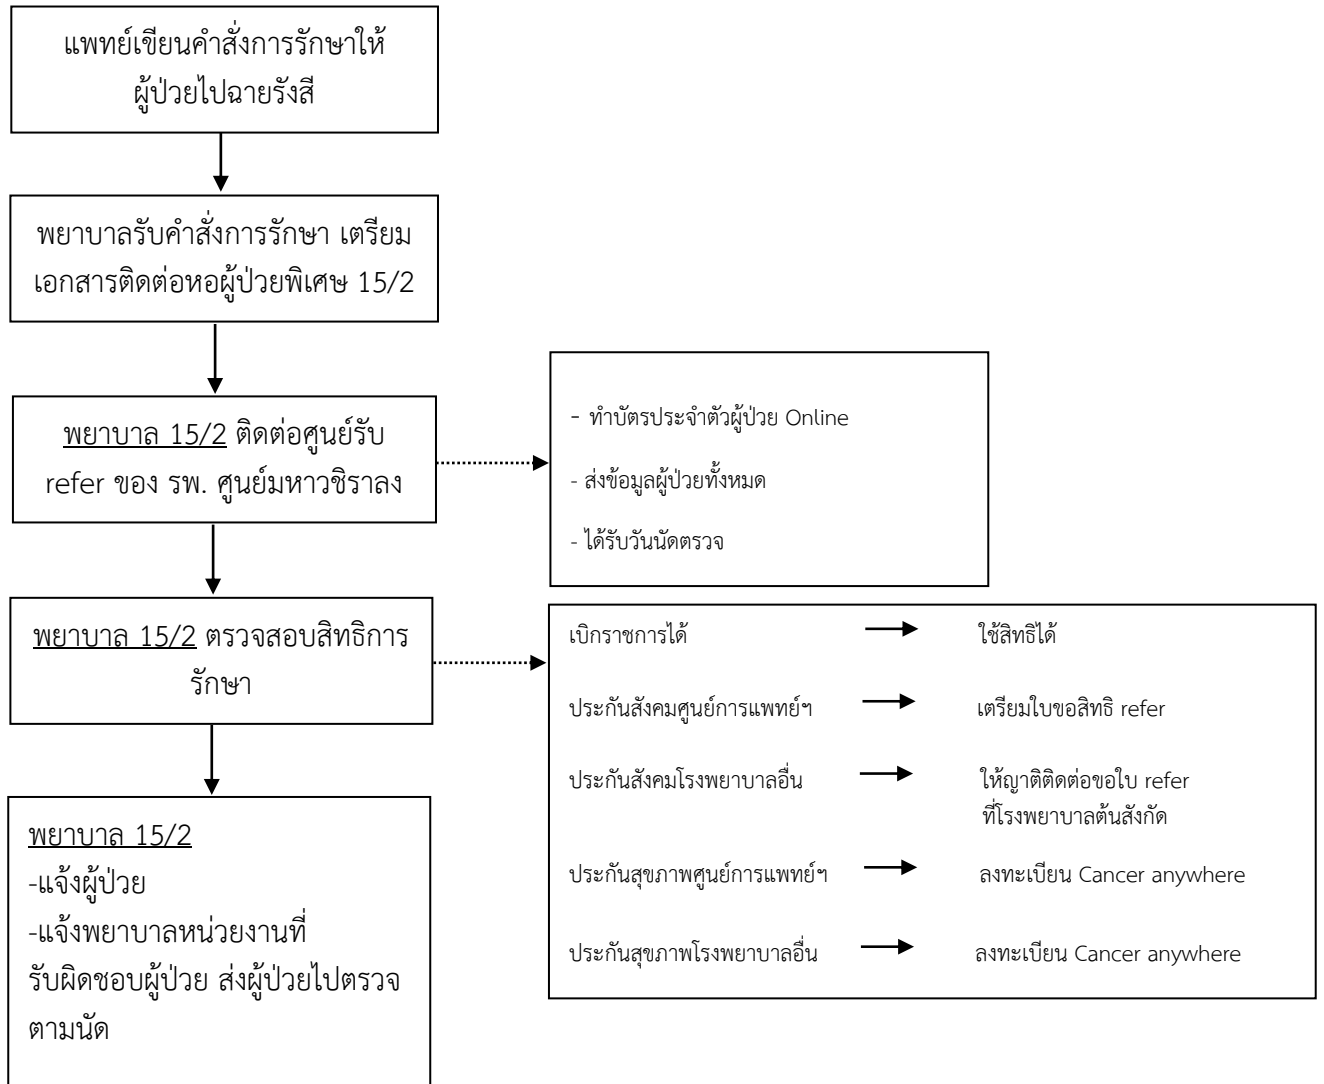 แพทย์เขียนคำสั่งการรักษาให้
ผู้ป่วยไปฉายรังสี
พยาบาลรับคำสั่งการรักษา เตรียม
เอกสารติดต่อหอผู้ป่วยพิเศษ 15/2
พยาบาล 15/2 ติดต่อศูนย์รับ
refer ของ รพ. ศูนย์มหาวชิราลง
- ทำบัตรประจำตัวผู้ป่วย Online
- ส่งข้อมูลผู้ป่วยทั้งหมด
- ได้รับวันนัดตรวจ
พยาบาล 15/2 ตรวจสอบสิทธิการ
รักษา
เบิกราชการได้ ใช้สิทธิได้
ประกันสังคมศูนย์การแพทย์ฯ เตรียมใบขอสิทธิ refer
ประกันสังคมโรงพยาบาลอื่น ให้ญาติติดต่อขอใบ refer
ที่โรงพยาบาลต้นสังกัด
ประกันสุขภาพศูนย์การแพทย์ฯ ลงทะเบียน Cancer anywhere
ประกันสุขภาพโรงพยาบาลอื่น ลงทะเบียน Cancer anywhere
พยาบาล 15/2
-แจ้งผู้ป่วย
-แจ้งพยาบาลหน่วยงานที่
รับผิดชอบผู้ป่วย ส่งผู้ป่วยไปตรวจ
ตามนัด